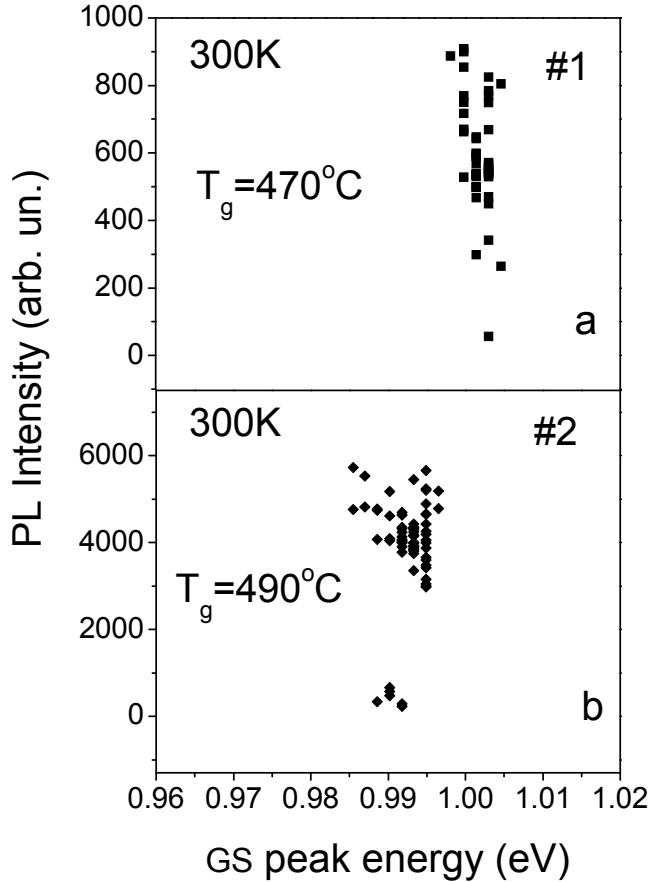 1000
800
600
400
200
0
300K
#1
T_g=470°C
a
PL Intensity (arb. un.)
6000
4000
2000
0
300K
#2
T_g=490°C
b
0.96 0.97 0.98 0.99 1.00 1.01 1.02
GS peak energy (eV)